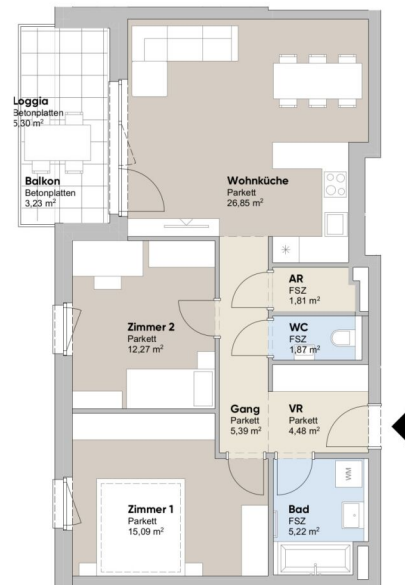 Loggia
Betonplatten
5,30 m²
Balkon
Betonplatten
3,23 m²
Wohnküche
Parkett
26,85 m²
AR
FSZ
1,81 m²
Zimmer 2
Parkett
12,27 m²
WC
FSZ
1,87 m²
Gang
Parkett
5,39 m²
VR
Parkett
4,48 m²
Zimmer 1
Parkett
15,09 m²
Bad
FSZ
5,22 m²
WM